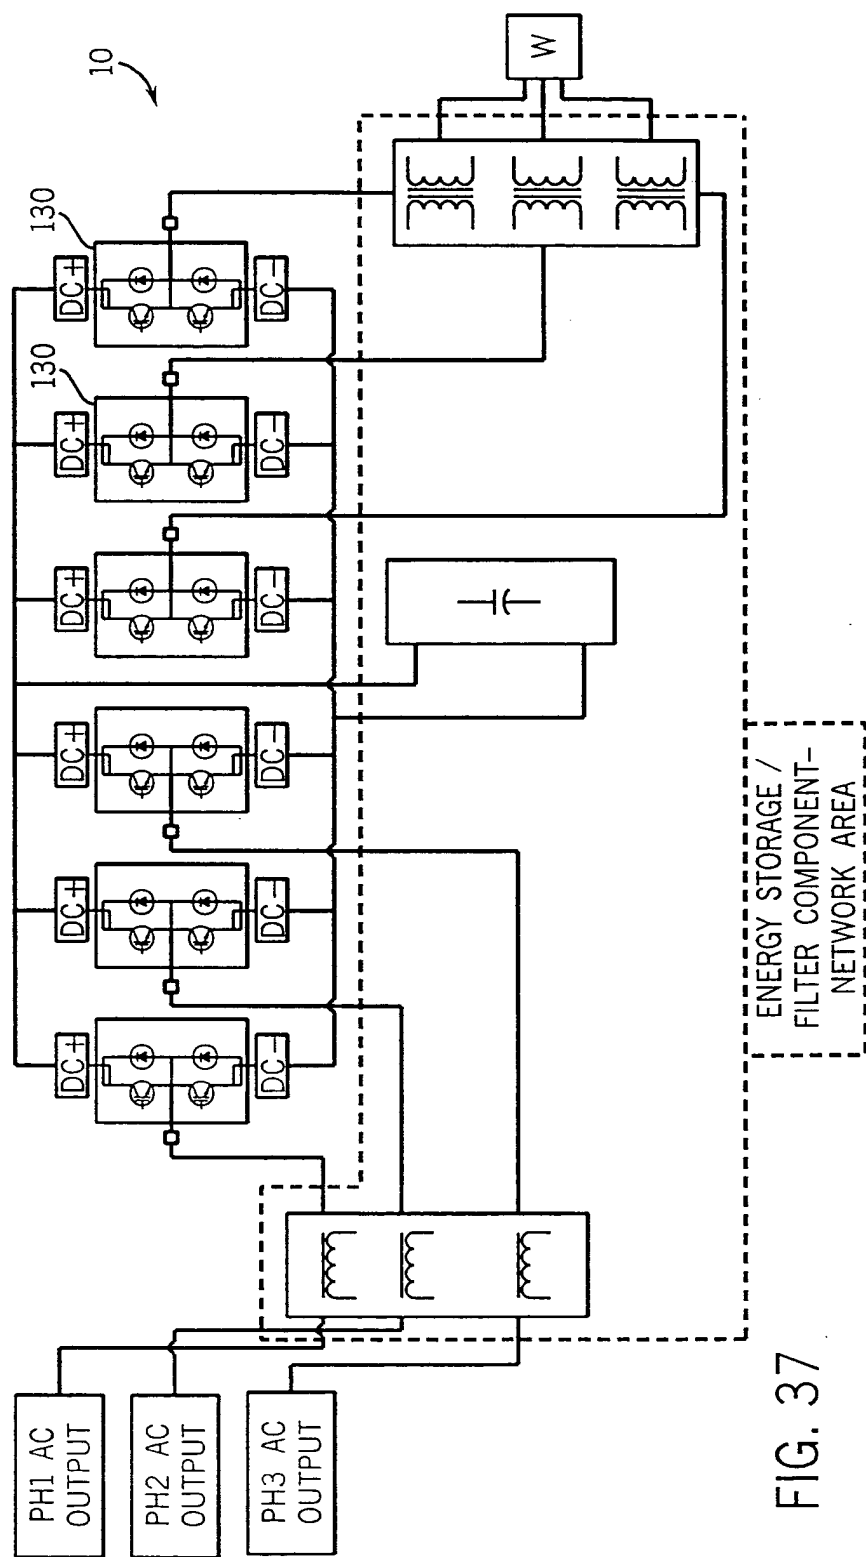 10
130
130
DC+
DC+
DC+
DC+
DC+
DC+
DC-
DC-
DC-
DC-
DC-
DC-
W
PH1 AC
OUTPUT
PH2 AC
OUTPUT
PH3 AC
OUTPUT
ENERGY STORAGE /
FILTER COMPONENT-
NETWORK AREA
FIG. 37